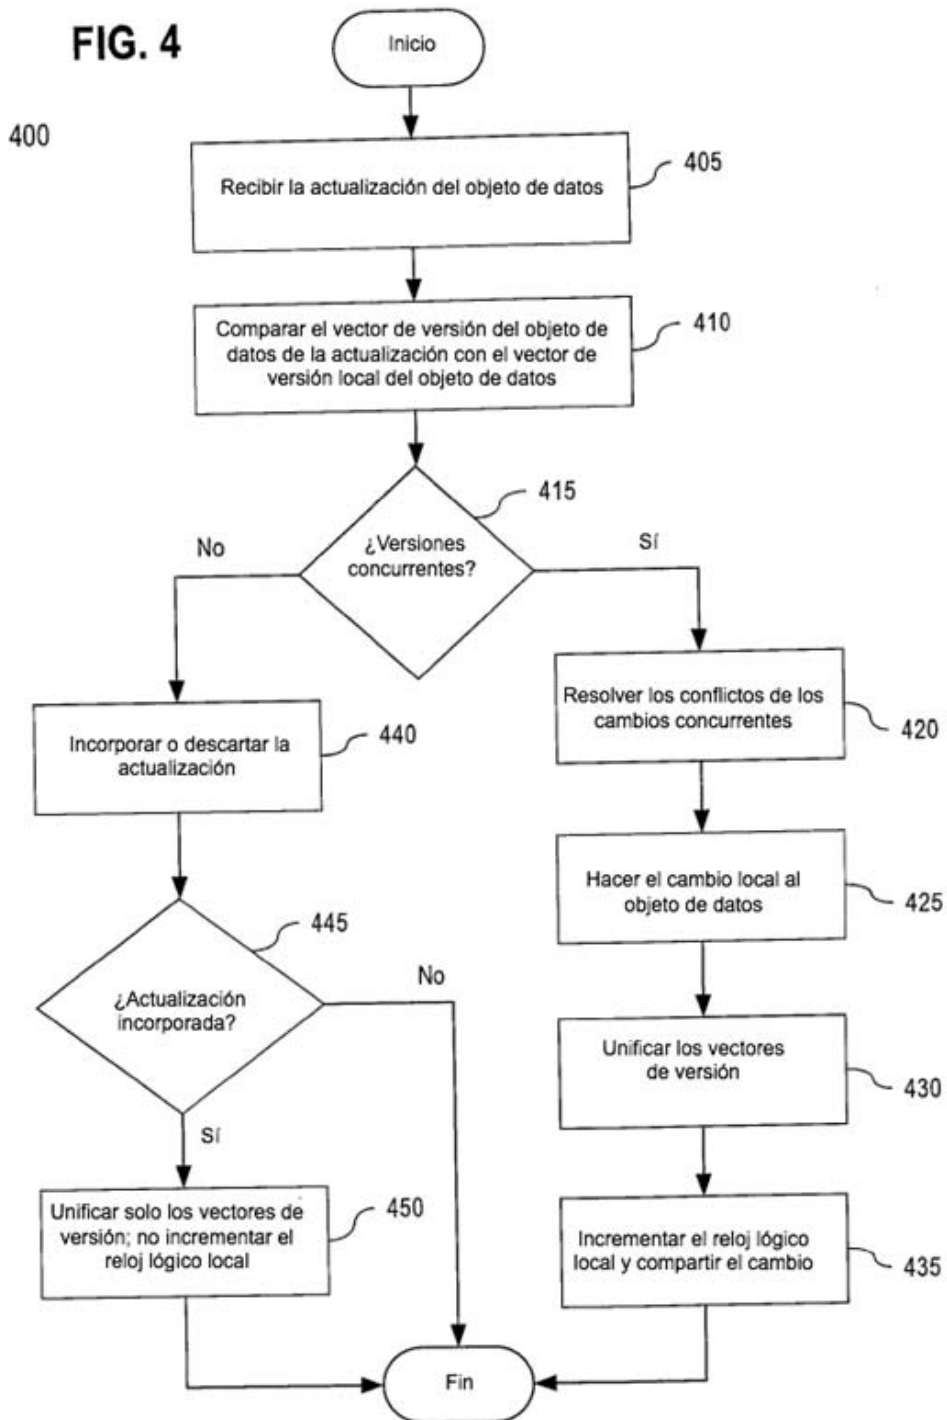 FIG. 4
Inicio
400
Recibir la actualización del objeto de datos
405
Comparar el vector de versión del objeto de
datos de la actualización con el vector de
versión local del objeto de datos
410
¿Versiones
concurrentes?
415
No
Sí
Resolver los conflictos de los
cambios concurrentes
420
Incorporar o descartar la
actualización
440
Hacer el cambio local al
objeto de datos
425
¿Actualización
incorporada?
445
No
Sí
Unificar los vectores
de versión
430
Unificar solo los vectores de
versión; no incrementar el
reloj lógico local
450
Incrementar el reloj lógico
local y compartir el cambio
435
Fin